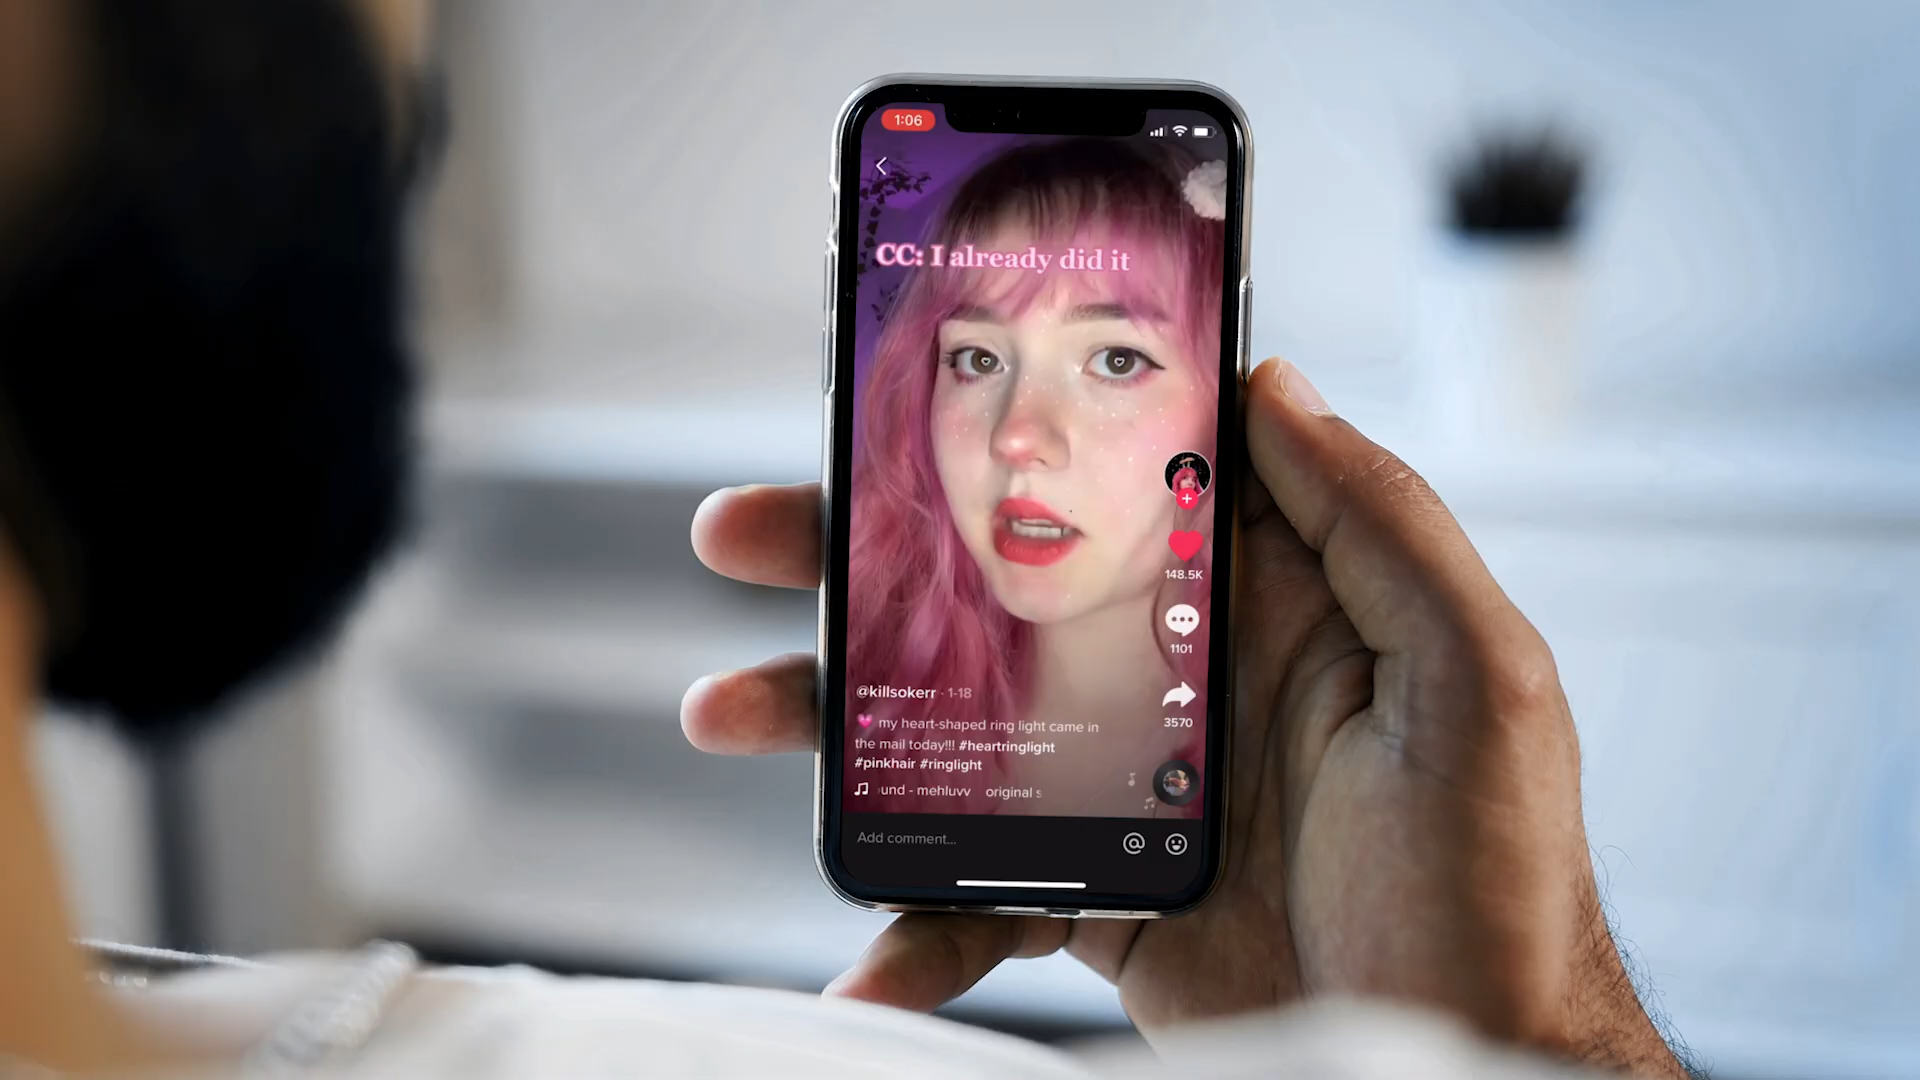 1:06
CC: I already did it
148.5K
1101
3570
@killsokerr · 1-18
💗 my heart-shaped ring light came in
the mail today!!! #heartringlight
#pinkhair #ringlight
und - mehluvv original s
Add comment...